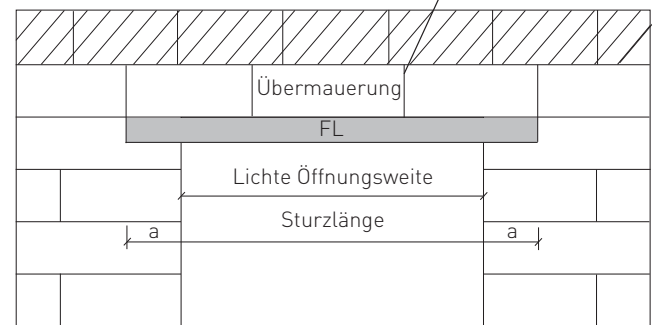 Übermauerung
FL
Lichte Öffnungsweite
Sturzlänge
a
a